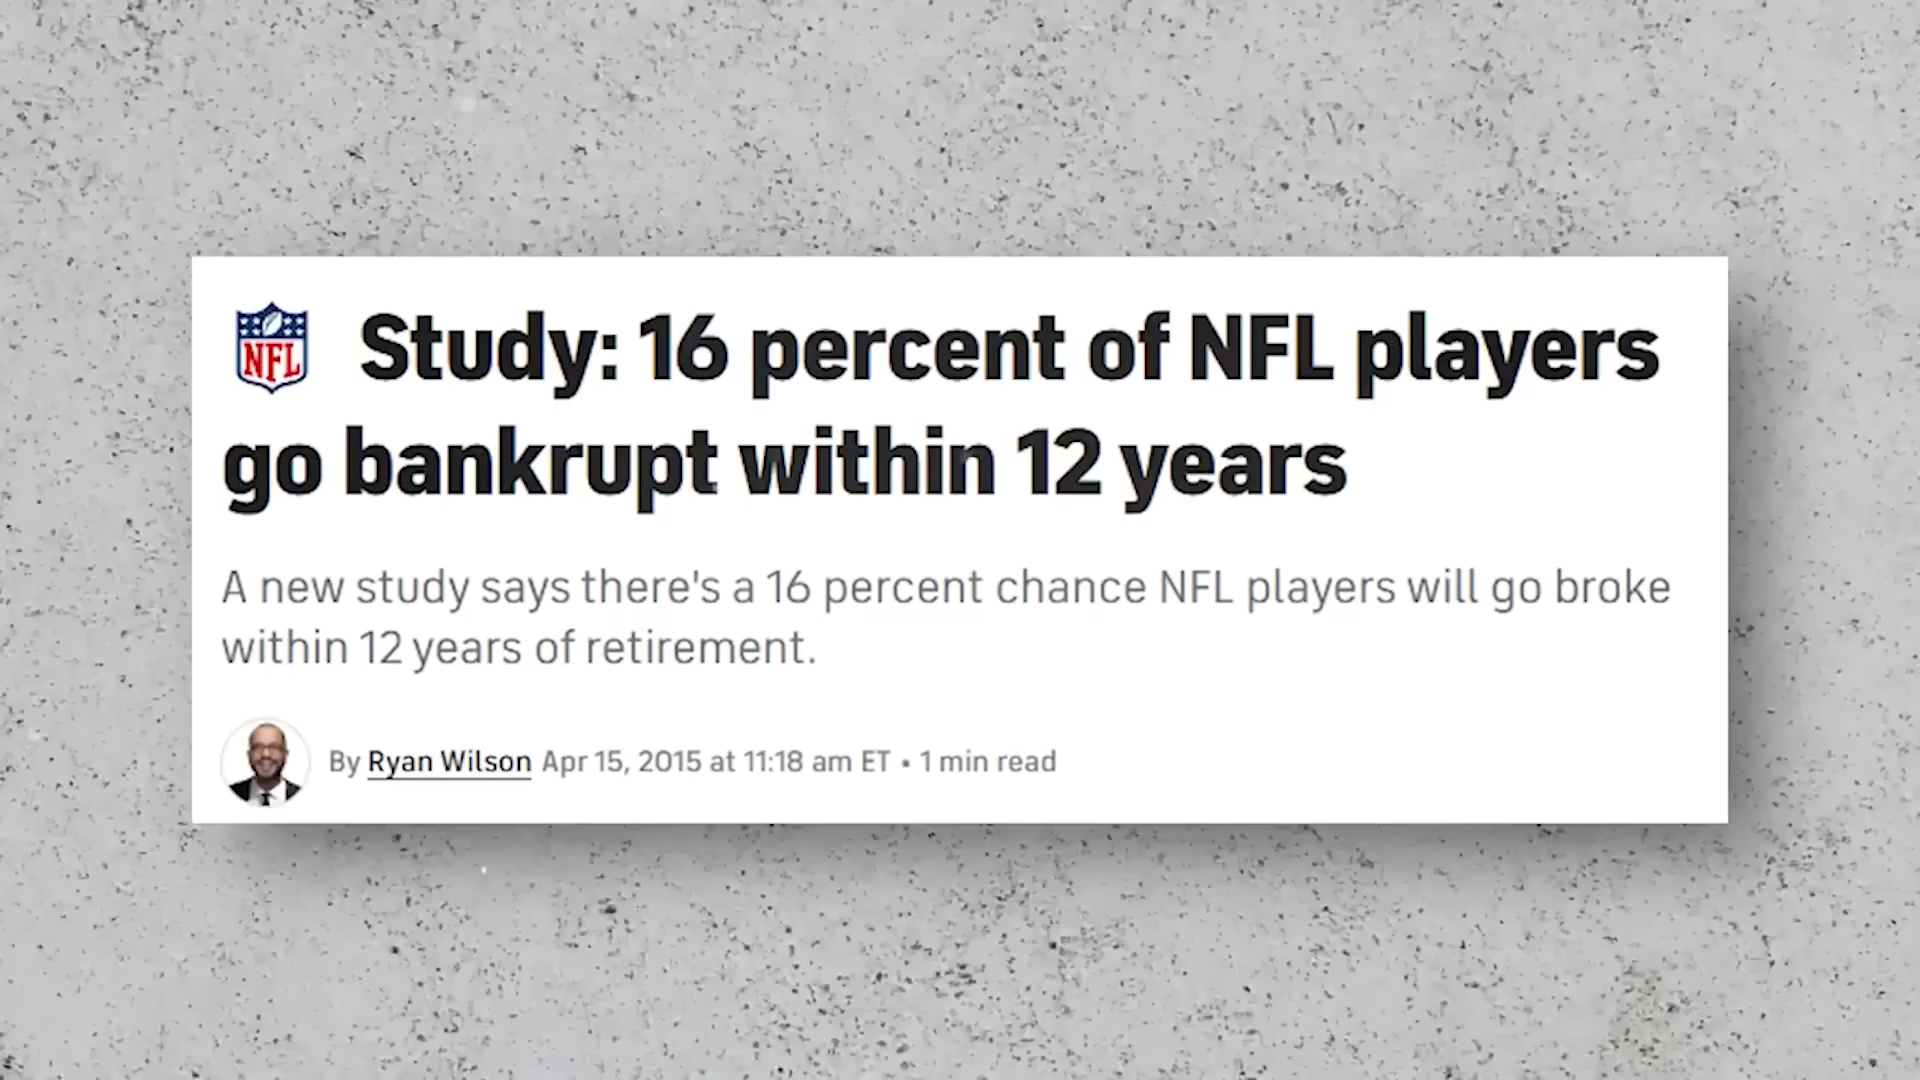 NFL
Study: 16 percent of NFL players
go bankrupt within 12 years
A new study says there's a 16 percent chance NFL players will go broke
within 12 years of retirement.
By Ryan Wilson Apr 15, 2015 at 11:18 am ET • 1 min read